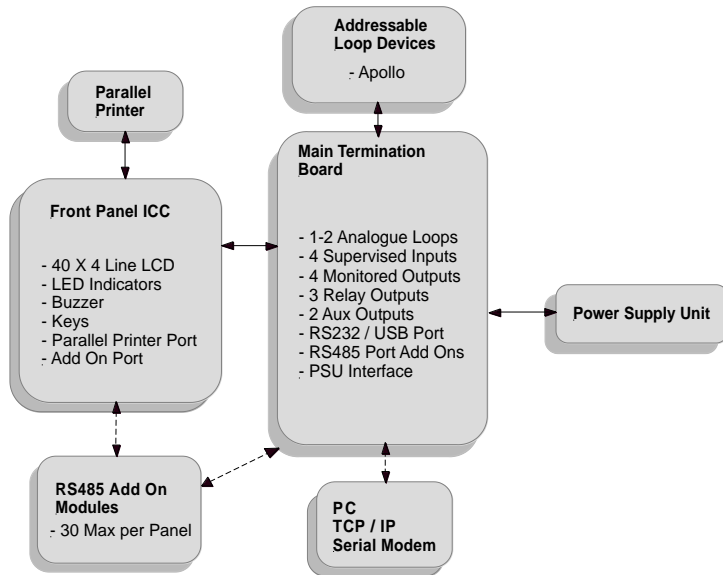 Addressable
Loop Devices
- Apollo
Parallel
Printer
Main Termination
Board
- 1-2 Analogue Loops
- 4 Supervised Inputs
- 4 Monitored Outputs
- 3 Relay Outputs
- 2 Aux Outputs
- RS232 / USB Port
- RS485 Port Add Ons
- PSU Interface
Front Panel ICC
- 40 X 4 Line LCD
- LED Indicators
- Buzzer
- Keys
- Parallel Printer Port
- Add On Port
Power Supply Unit
RS485 Add On
Modules
- 30 Max per Panel
PC
TCP / IP
Serial Modem